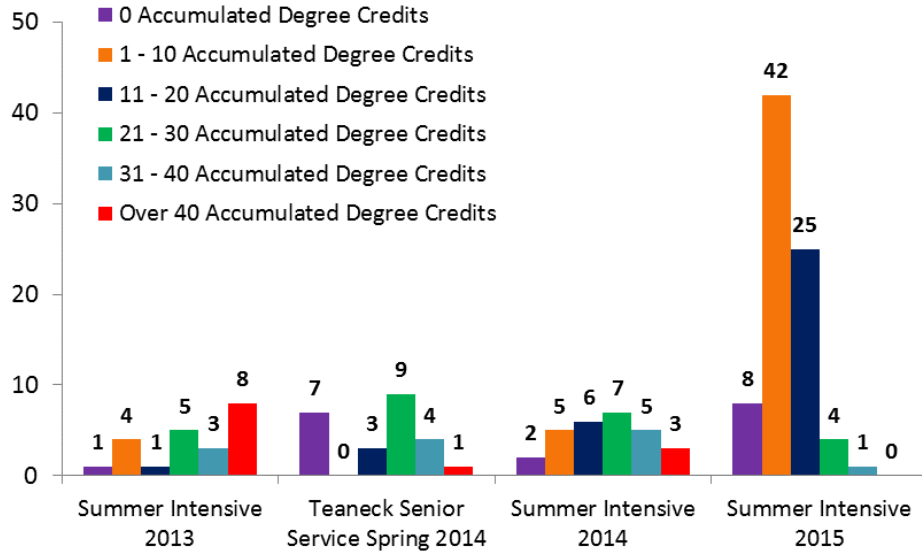 50
40
30
20
10
0
0 Accumulated Degree Credits
1 - 10 Accumulated Degree Credits
11 - 20 Accumulated Degree Credits
21 - 30 Accumulated Degree Credits
31 - 40 Accumulated Degree Credits
Over 40 Accumulated Degree Credits
1 4 1 5 3 8
7 0 3 9 4 1
2 5 6 7 5 3
8 42 25 4 1 0
Summer Intensive
2013
Teaneck Senior
Service Spring 2014
Summer Intensive
2014
Summer Intensive
2015